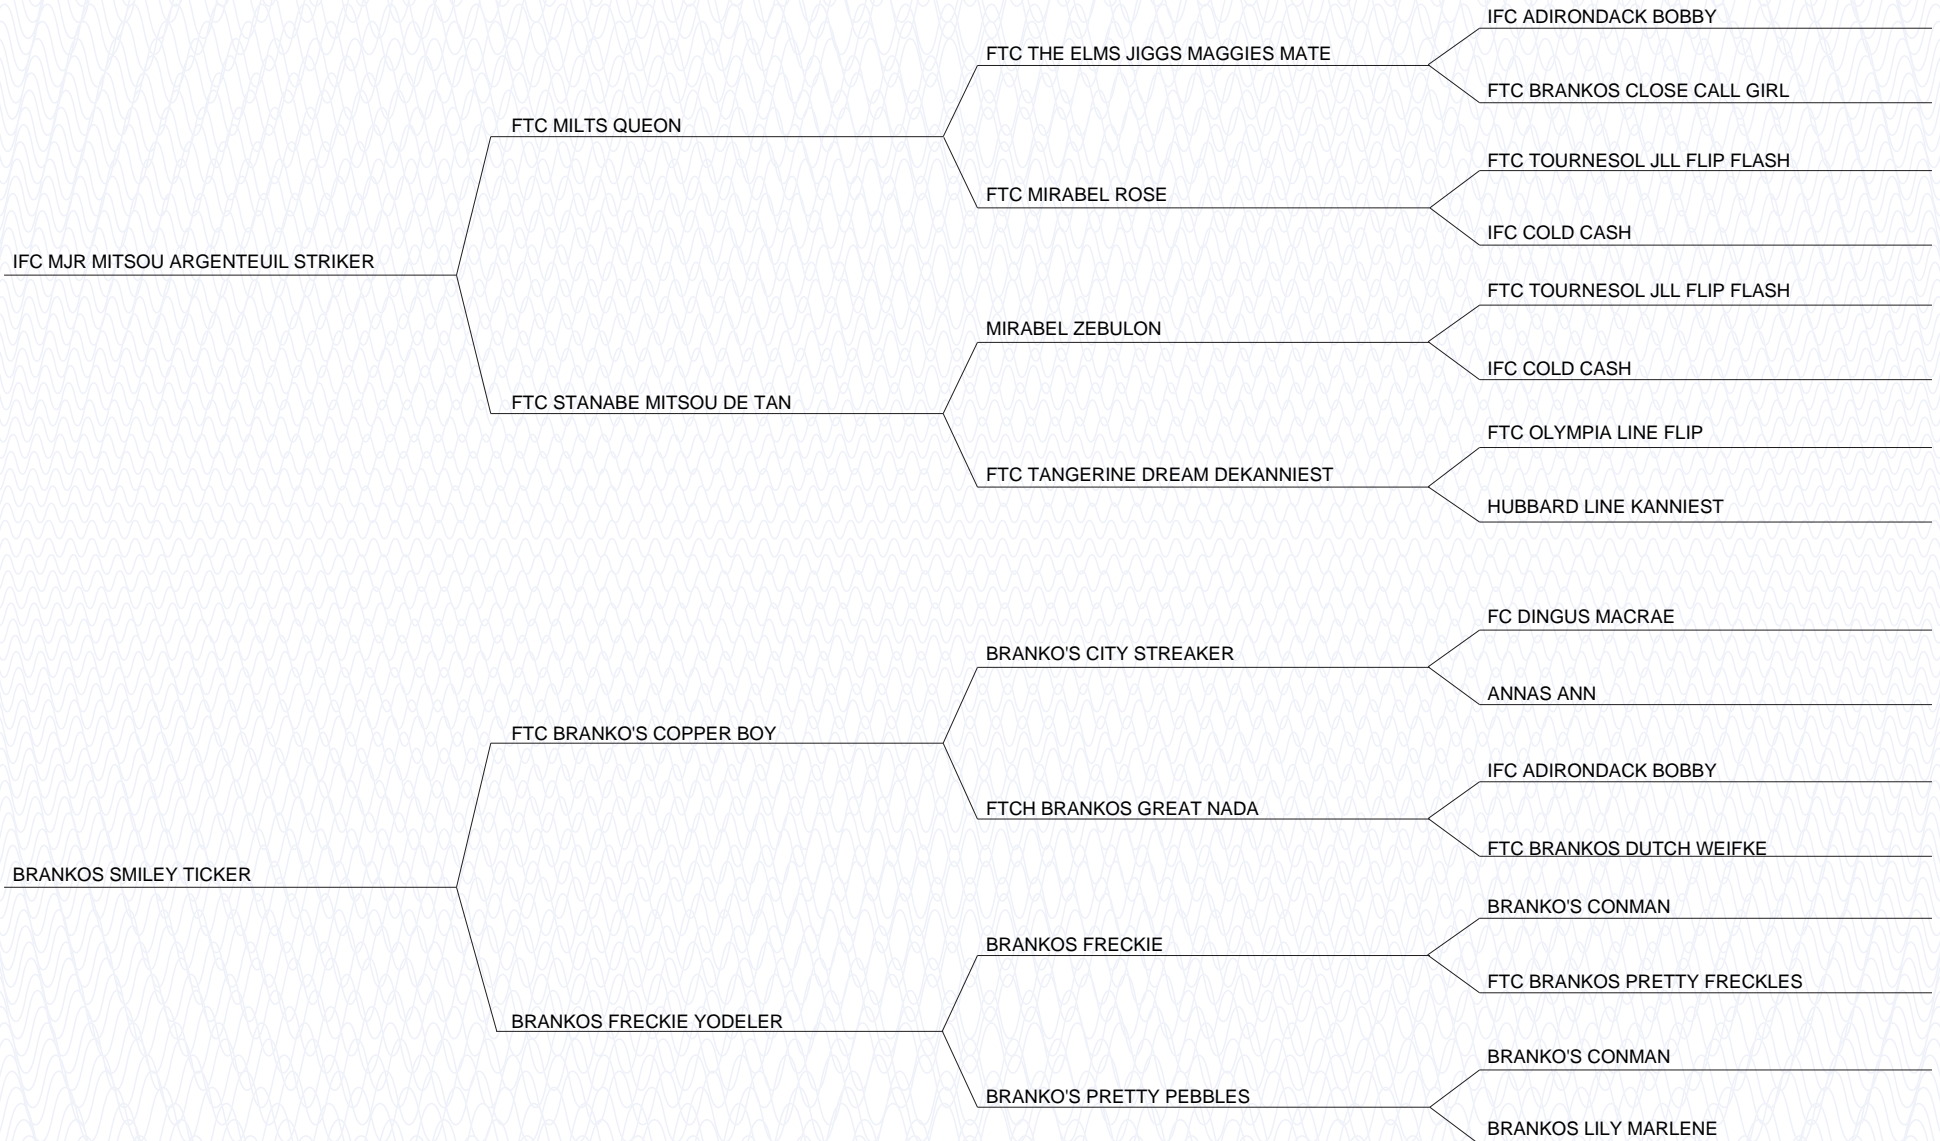 IFC ADIRONDACK BOBBY
FTC THE ELMS JIGGS MAGGIES MATE
FTC BRANKOS CLOSE CALL GIRL
FTC MILTS QUEON
FTC TOURNESOL JLL FLIP FLASH
FTC MIRABEL ROSE
IFC COLD CASH
IFC MJR MITSOU ARGENTEUIL STRIKER
FTC TOURNESOL JLL FLIP FLASH
MIRABEL ZEBULON
IFC COLD CASH
FTC STANABE MITSOU DE TAN
FTC OLYMPIA LINE FLIP
FTC TANGERINE DREAM DEKANNIEST
HUBBARD LINE KANNIEST
FC DINGUS MACRAE
BRANKO'S CITY STREAKER
ANNAS ANN
FTC BRANKO'S COPPER BOY
IFC ADIRONDACK BOBBY
FTCH BRANKOS GREAT NADA
FTC BRANKOS DUTCH WEIFKE
BRANKOS SMILEY TICKER
BRANKO'S CONMAN
BRANKOS FRECKIE
FTC BRANKOS PRETTY FRECKLES
BRANKOS FRECKIE YODELER
BRANKO'S CONMAN
BRANKO'S PRETTY PEBBLES
BRANKOS LILY MARLENE